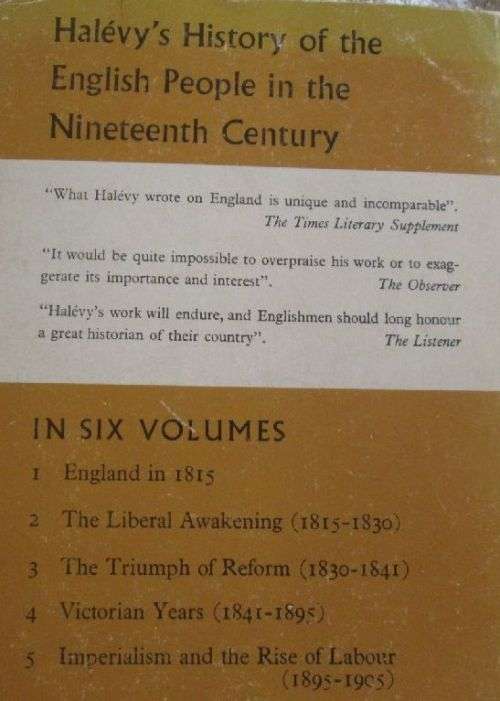 Halévy's History of the
English People in the
Nineteenth Century
"What Halévy wrote on England is unique and incomparable".
The Times Literary Supplement
"It would be quite impossible to overpraise his work or to exag-
gerate its importance and interest". The Observer
"Halévy's work will endure, and Englishmen should long honour
a great historian of their country". The Listener
IN SIX VOLUMES
1 England in 1815
2 The Liberal Awakening (1815-1830)
3 The Triumph of Reform (1830-1841)
4 Victorian Years (1841-1895)
5 Imperialism and the Rise of Labour
(1895-1905)